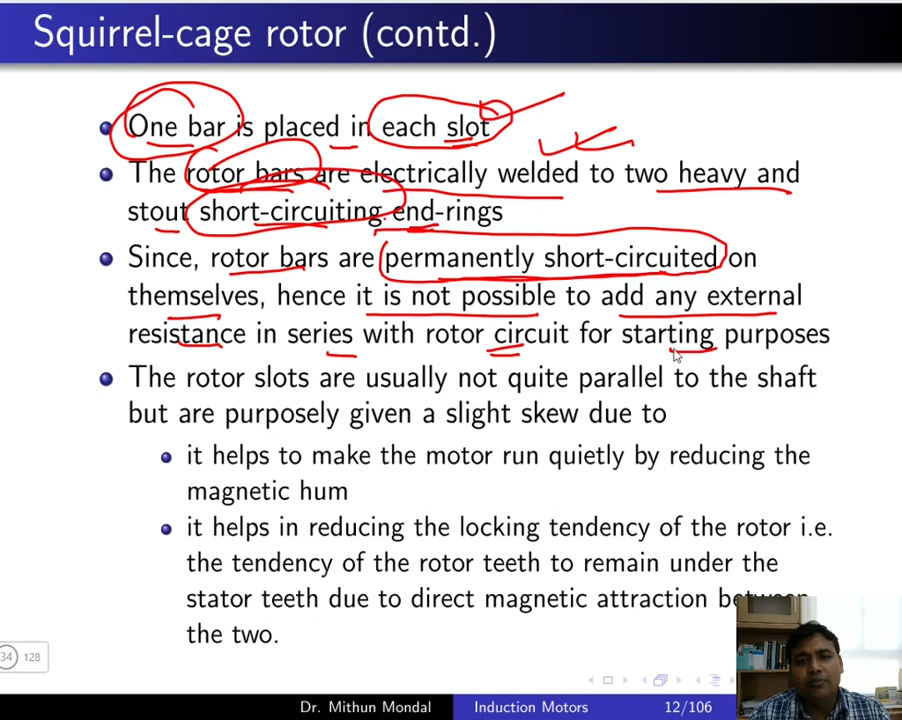 Squirrel-cage rotor (contd.)
One bar is placed in each slot
The rotor bars are electrically welded to two heavy and
stout short-circuiting end-rings
Since, rotor bars are permanently short-circuited on
themselves, hence it is not possible to add any external
resistance in series with rotor circuit for starting purposes
The rotor slots are usually not quite parallel to the shaft
but are purposely given a slight skew due to
it helps to make the motor run quietly by reducing the
magnetic hum
it helps in reducing the locking tendency of the rotor i.e.
the tendency of the rotor teeth to remain under the
stator teeth due to direct magnetic attraction between
the two.
34 128
Dr. Mithun Mondal Induction Motors 12/106